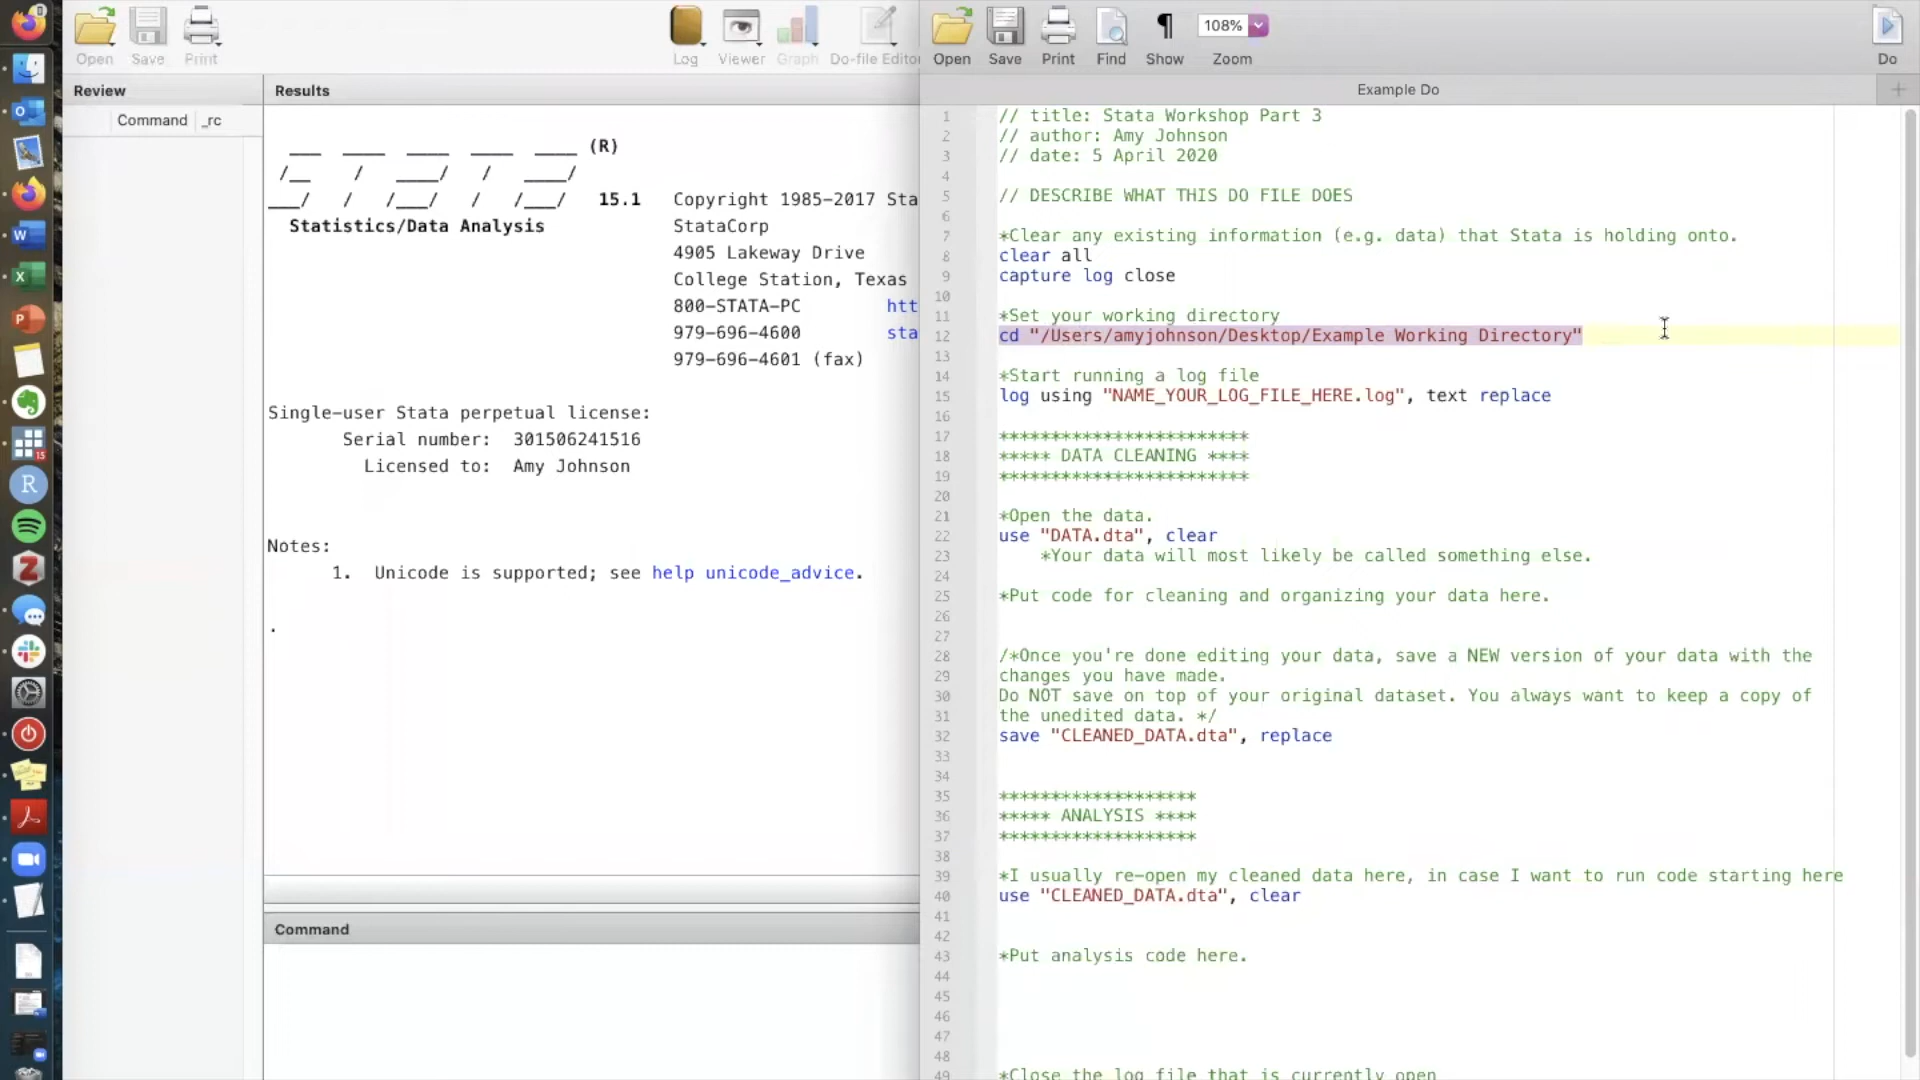 Open Save Print Log Viewer Graph Do-file Edito
Review
Command _rc
Results
(R)
15.1 Copyright 1985-2017 Sta
Statistics/Data Analysis StataCorp
4905 Lakeway Drive
College Station, Texas
800-STATA-PC htt
979-696-4600 sta
979-696-4601 (fax)
Single-user Stata perpetual license:
Serial number: 301506241516
Licensed to: Amy Johnson
Notes:
1. Unicode is supported; see help unicode_advice.
.
Command
Open Save Print Find Show 108% Zoom Do
Example Do
1 // title: Stata Workshop Part 3
2 // author: Amy Johnson
3 // date: 5 April 2020
4
5 // DESCRIBE WHAT THIS DO FILE DOES
6
7 *Clear any existing information (e.g. data) that Stata is holding onto.
8 clear all
9 capture log close
10
11 *Set your working directory
12 cd "/Users/amyjohnson/Desktop/Example Working Directory"
13
14 *Start running a log file
15 log using "NAME_YOUR_LOG_FILE_HERE.log", text replace
16
17 ************************
18 ***** DATA CLEANING ****
19 ************************
20
21 *Open the data.
22 use "DATA.dta", clear
23 *Your data will most likely be called something else.
24
25 *Put code for cleaning and organizing your data here.
26
27
28 /*Once you're done editing your data, save a NEW version of your data with the
29 changes you have made.
30 Do NOT save on top of your original dataset. You always want to keep a copy of
31 the unedited data. */
32 save "CLEANED_DATA.dta", replace
33
34
35 *******************
36 ***** ANALYSIS ****
37 *******************
38
39 *I usually re-open my cleaned data here, in case I want to run code starting here
40 use "CLEANED_DATA.dta", clear
41
42
43 *Put analysis code here.
44
45
46
47
48
49 *Close the log file that is currently open